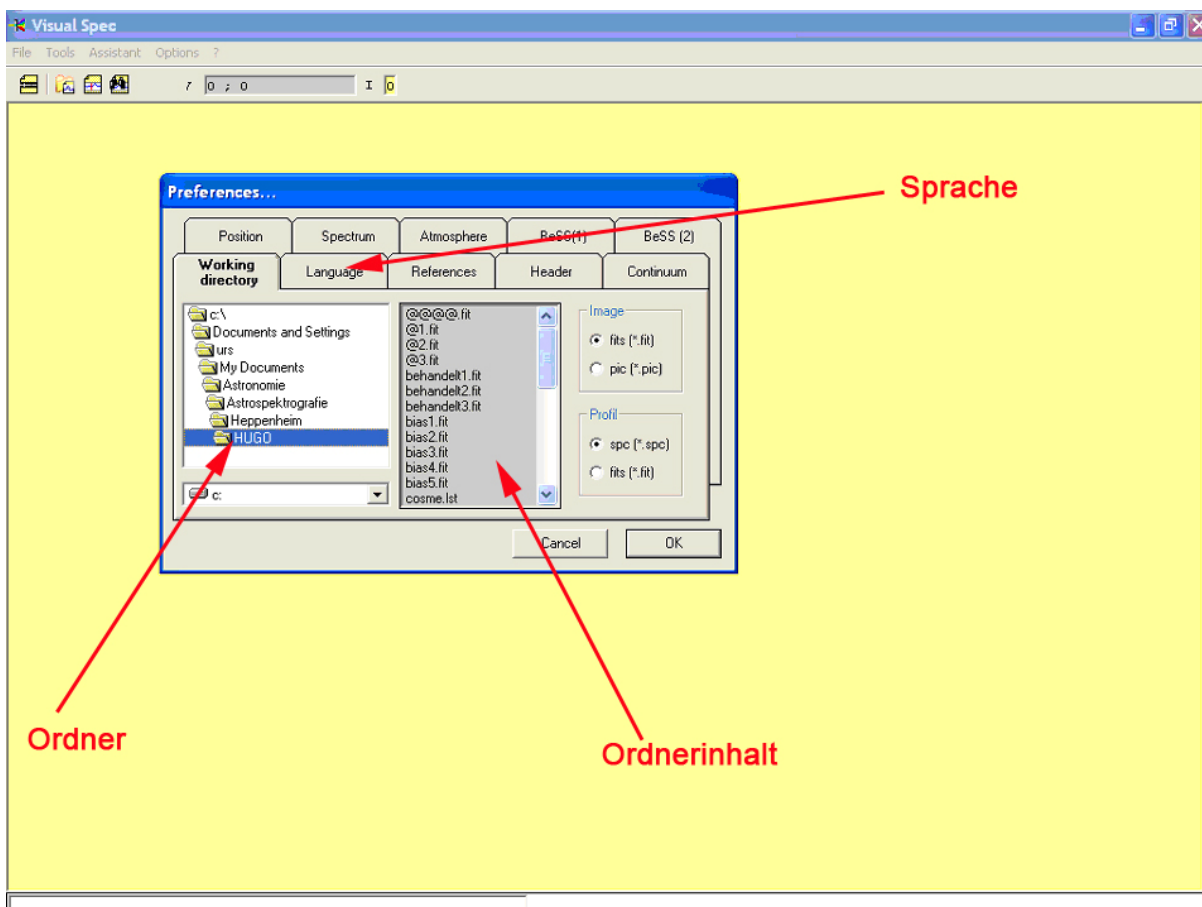 Visual Spec
File Tools Assistant Options ?
0 ; 0 I 0
Sprache
Preferences...
Position Spectrum Atmosphere BeSS(1) BeSS (2)
Working directory Language References Header Continuum
c:\
Documents and Settings
urs
My Documents
Astronomie
Astrospektrografie
Heppenheim
HUGO
c:
@@@@.fit
@1.fit
@2.fit
@3.fit
behandelt1.fit
behandelt2.fit
behandelt3.fit
bias1.fit
bias2.fit
bias3.fit
bias4.fit
bias5.fit
cosme.lst
Image
fits (*.fit)
pic (*.pic)
Profil
spc (*.spc)
fits (*.fit)
Cancel OK
Ordner
Ordnerinhalt